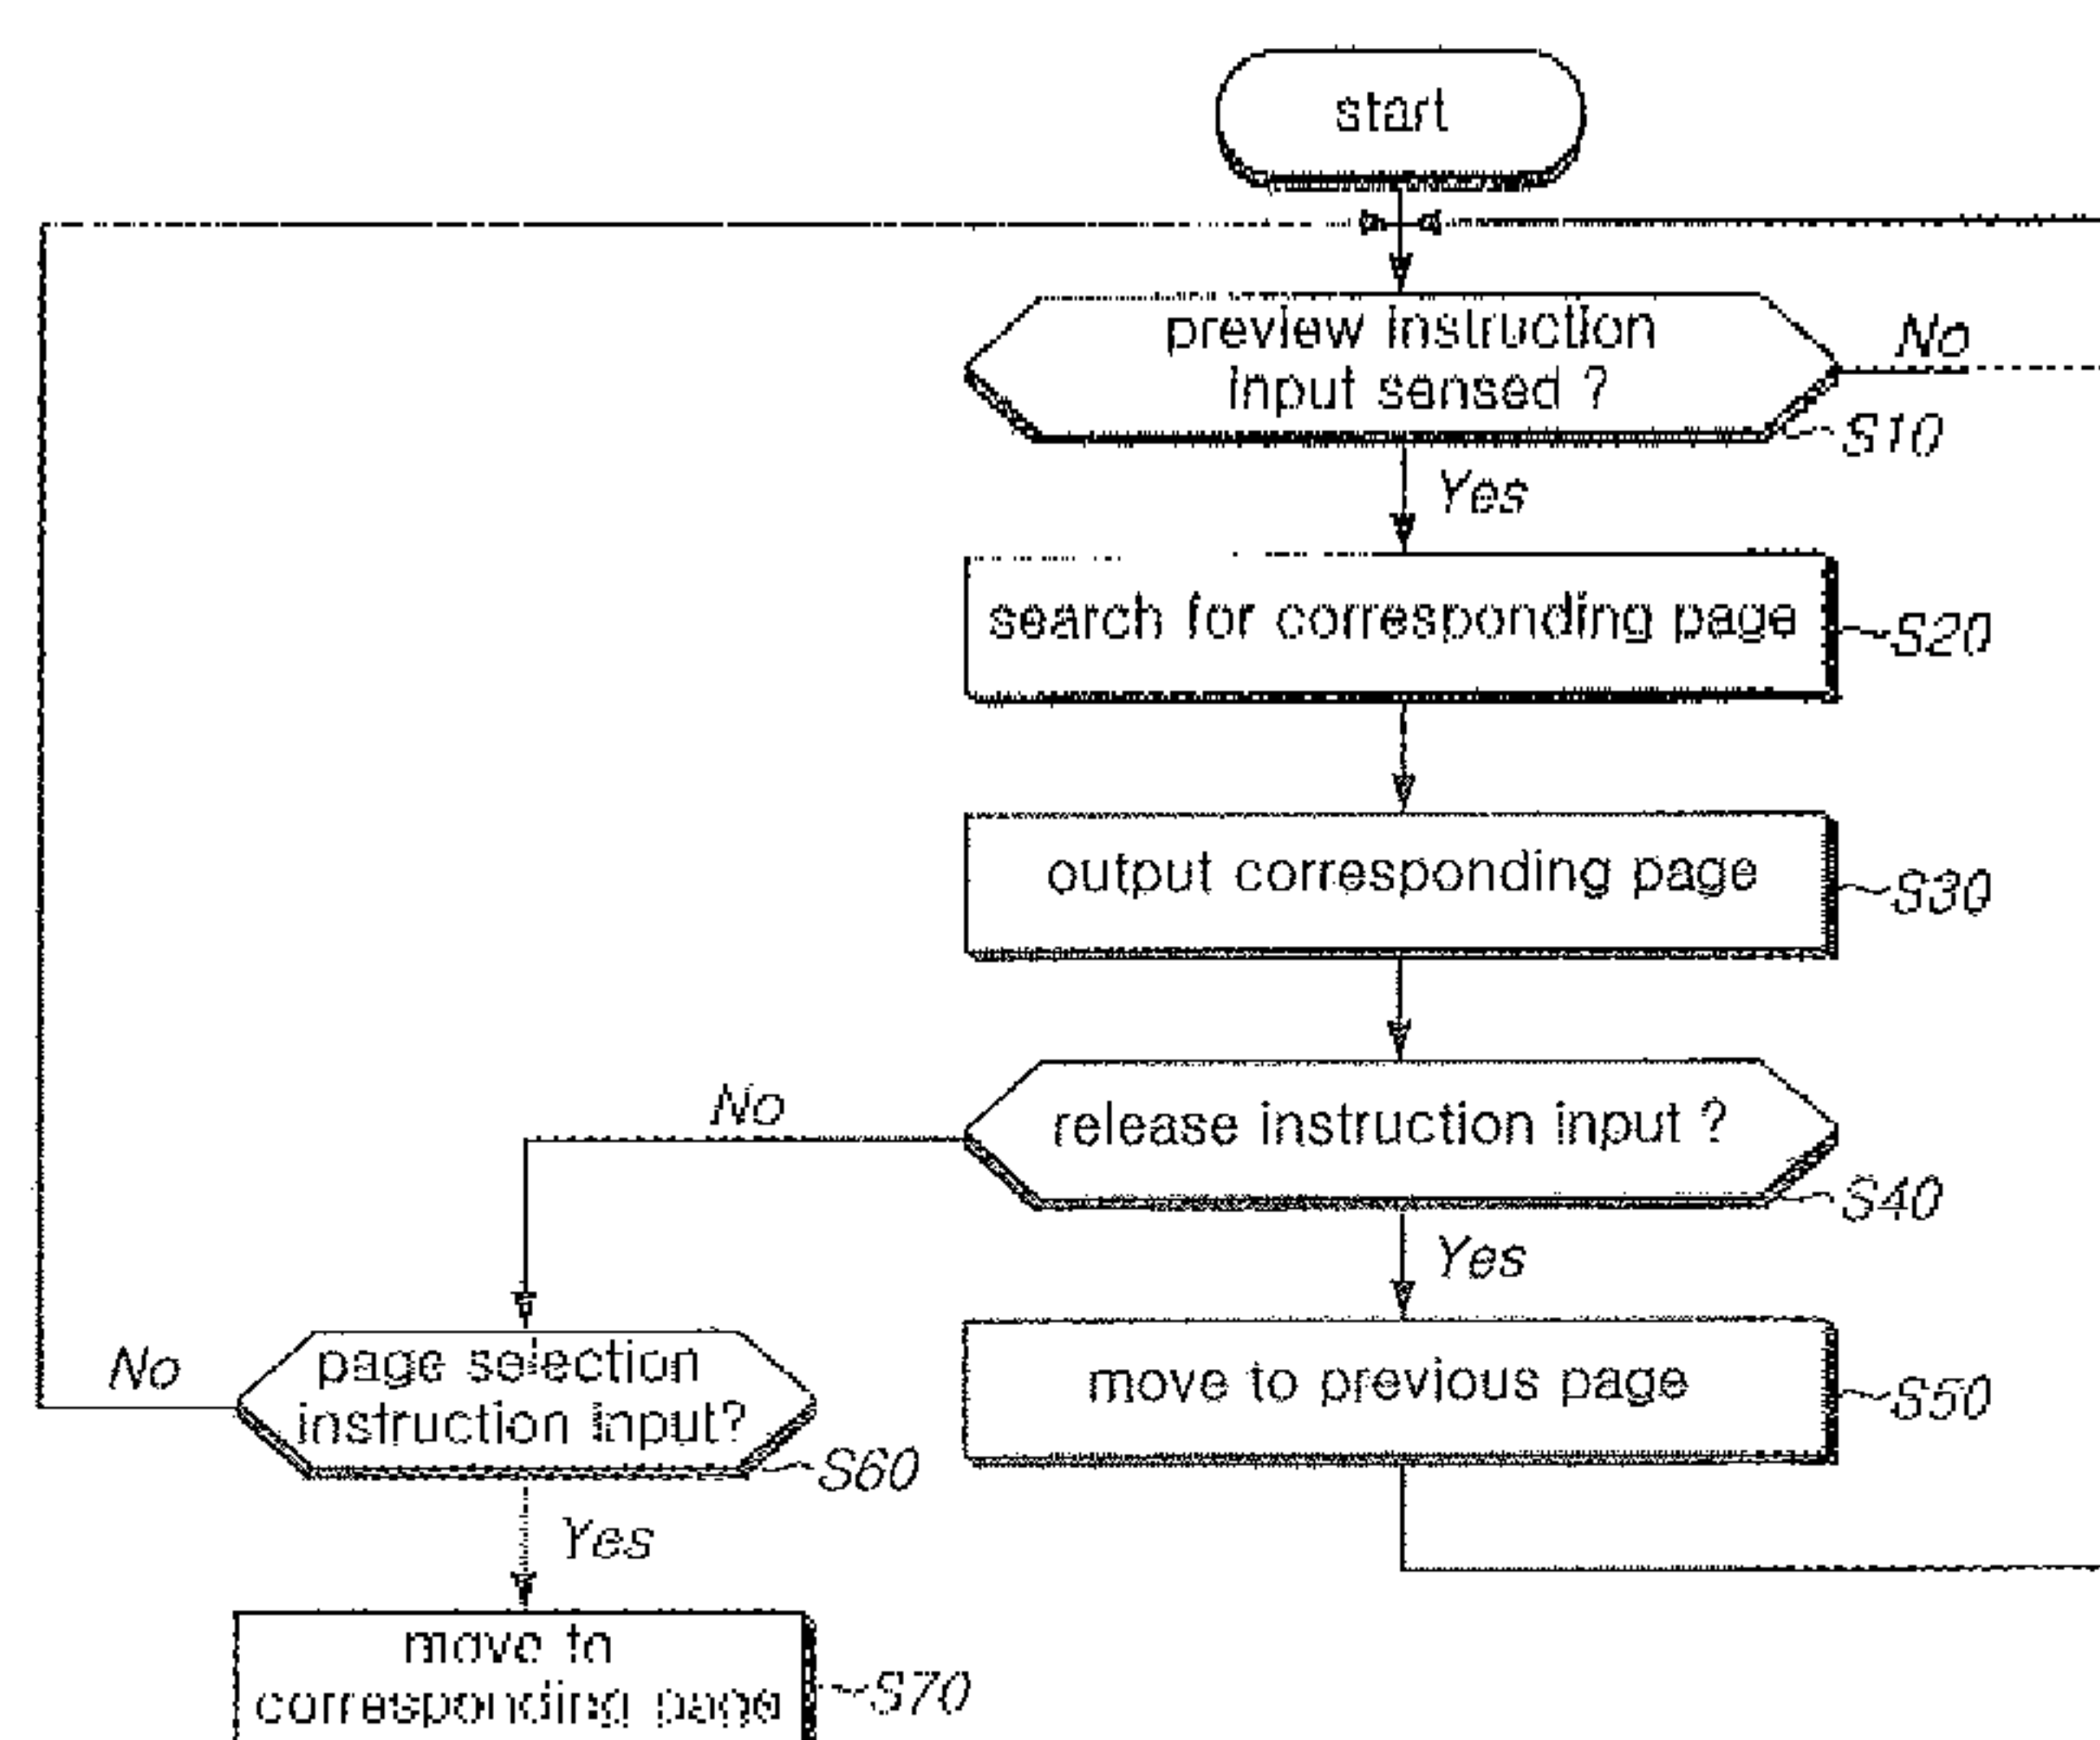 start
preview instruction
input sensed ?
No
S10
Yes
search for corresponding page
S20
output corresponding page
S30
No
release instruction input ?
S40
Yes
move to previous page
S50
No
page selection
instruction input?
S60
Yes
move to
corresponding page
S70